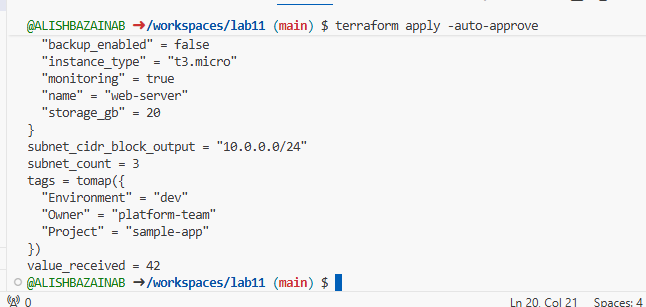 @ALISHBAZAINAB ➜/workspaces/lab11 (main) $ terraform apply -auto-approve
  "backup_enabled" = false
  "instance_type" = "t3.micro"
  "monitoring" = true
  "name" = "web-server"
  "storage_gb" = 20
}
subnet_cidr_block_output = "10.0.0.0/24"
subnet_count = 3
tags = tomap({
  "Environment" = "dev"
  "Owner" = "platform-team"
  "Project" = "sample-app"
})
value_received = 42
@ALISHBAZAINAB ➜/workspaces/lab11 (main) $
0 Ln 20, Col 21 Spaces: 4